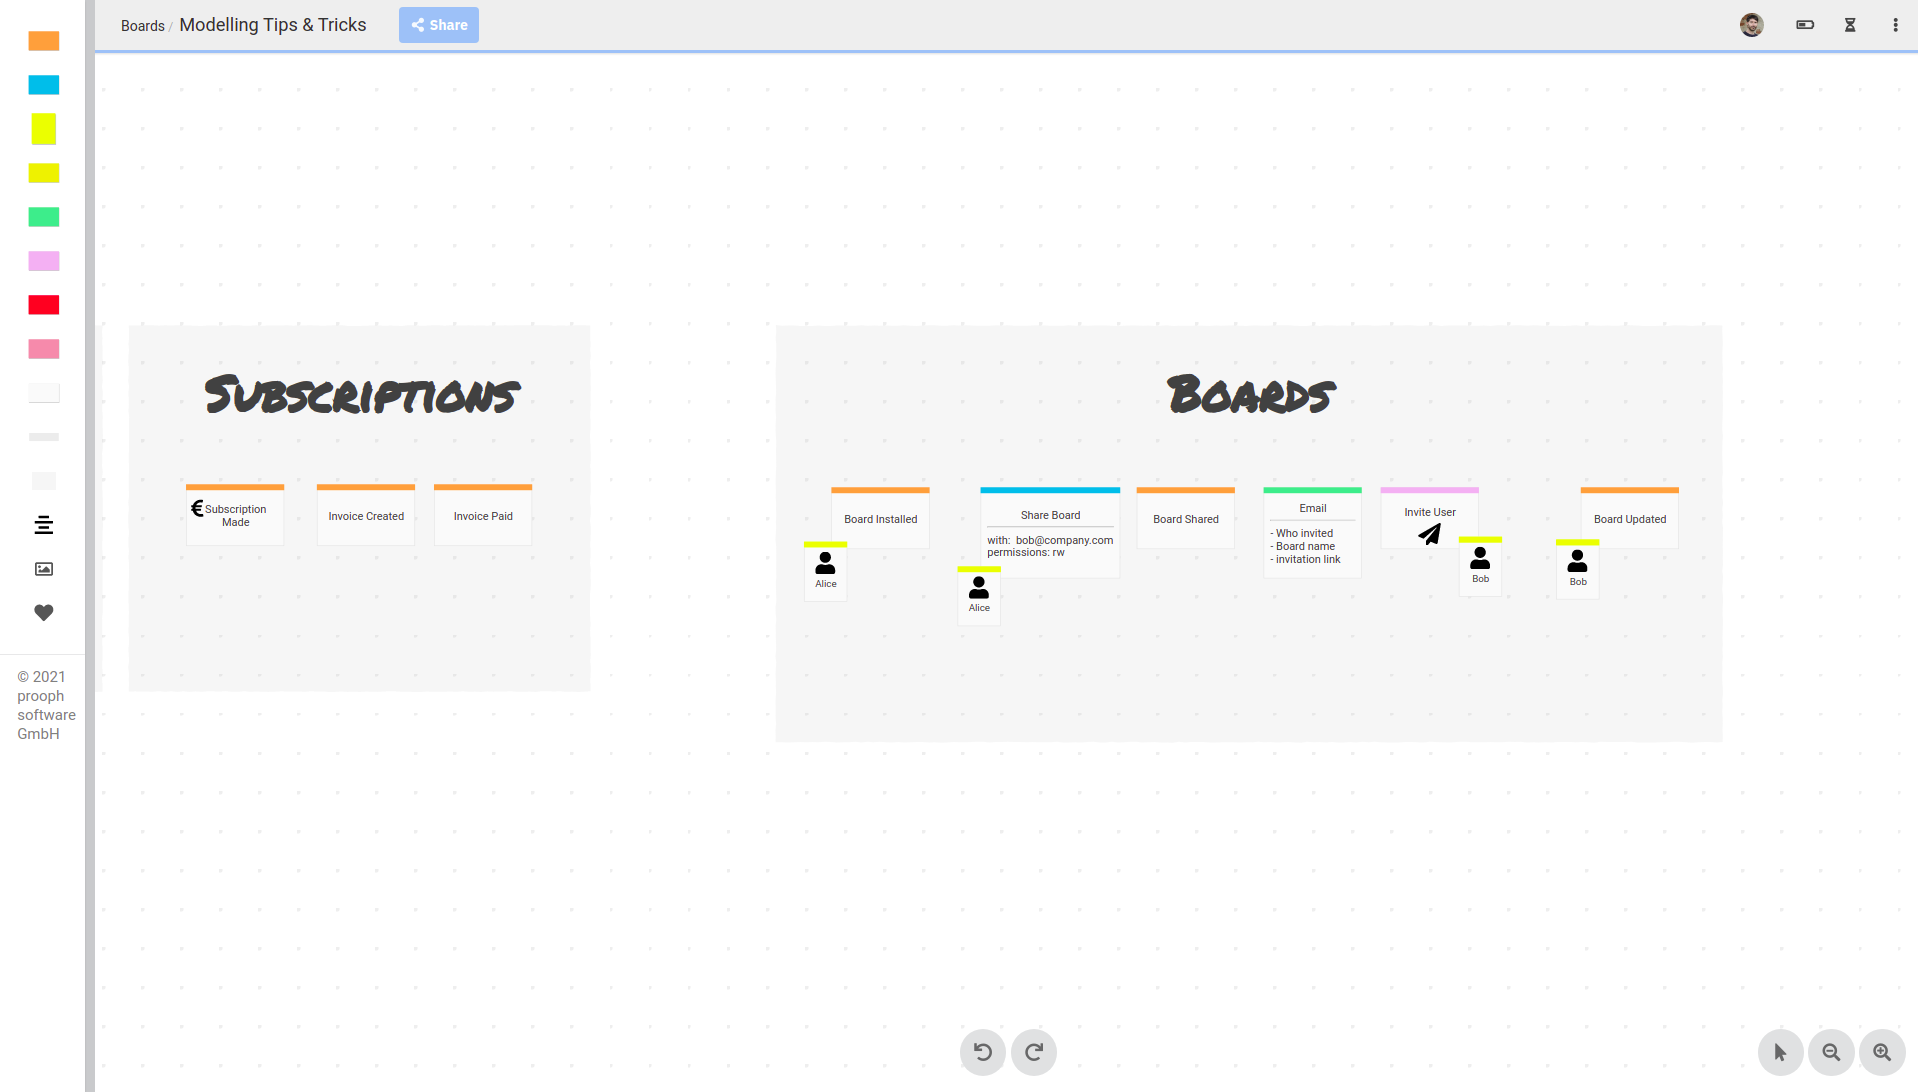 Boards / Modelling Tips & Tricks
Share
© 2021
prooph
software
GmbH
Subscriptions
€ Subscription
Made
Invoice Created
Invoice Paid
Boards
Board Installed
Alice
Share Board
with: bob@company.com
permissions: rw
Alice
Board Shared
Email
- Who invited
- Board name
- invitation link
Invite User
Bob
Board Updated
Bob